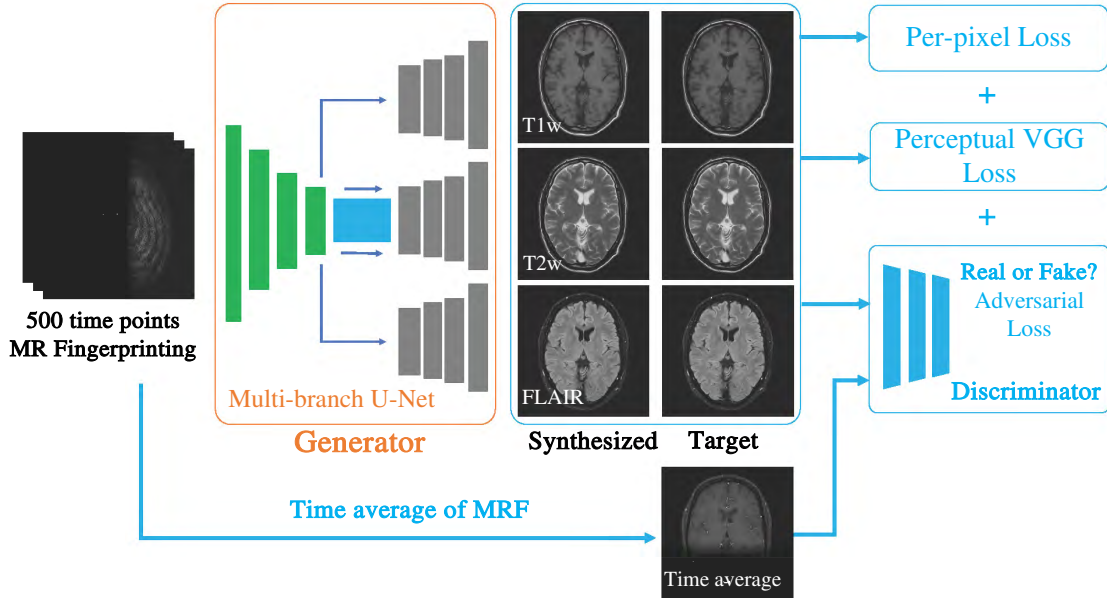 500 time points
MR Fingerprinting
Multi-branch U-Net
Generator
T1w
T2w
FLAIR
Synthesized
Target
Per-pixel Loss
+
Perceptual VGG
Loss
+
Real or Fake?
Adversarial
Loss
Discriminator
Time average of MRF
Time average